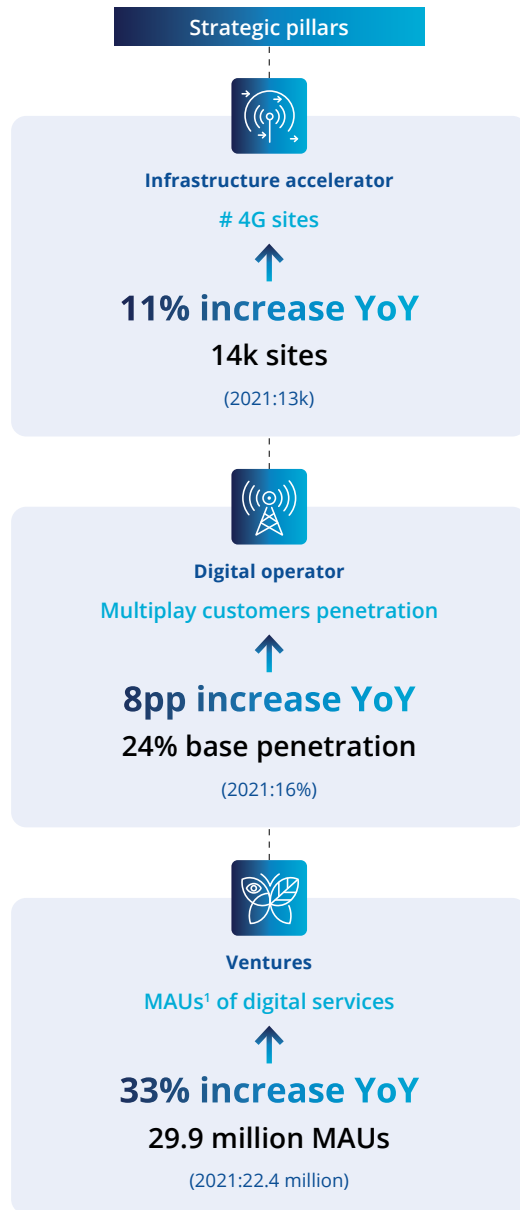 Strategic pillars
Infrastructure accelerator
# 4G sites
11% increase YoY
14k sites
(2021:13k)
Digital operator
Multiplay customers penetration
8pp increase YoY
24% base penetration
(2021:16%)
Ventures
MAUs¹ of digital services
33% increase YoY
29.9 million MAUs
(2021:22.4 million)